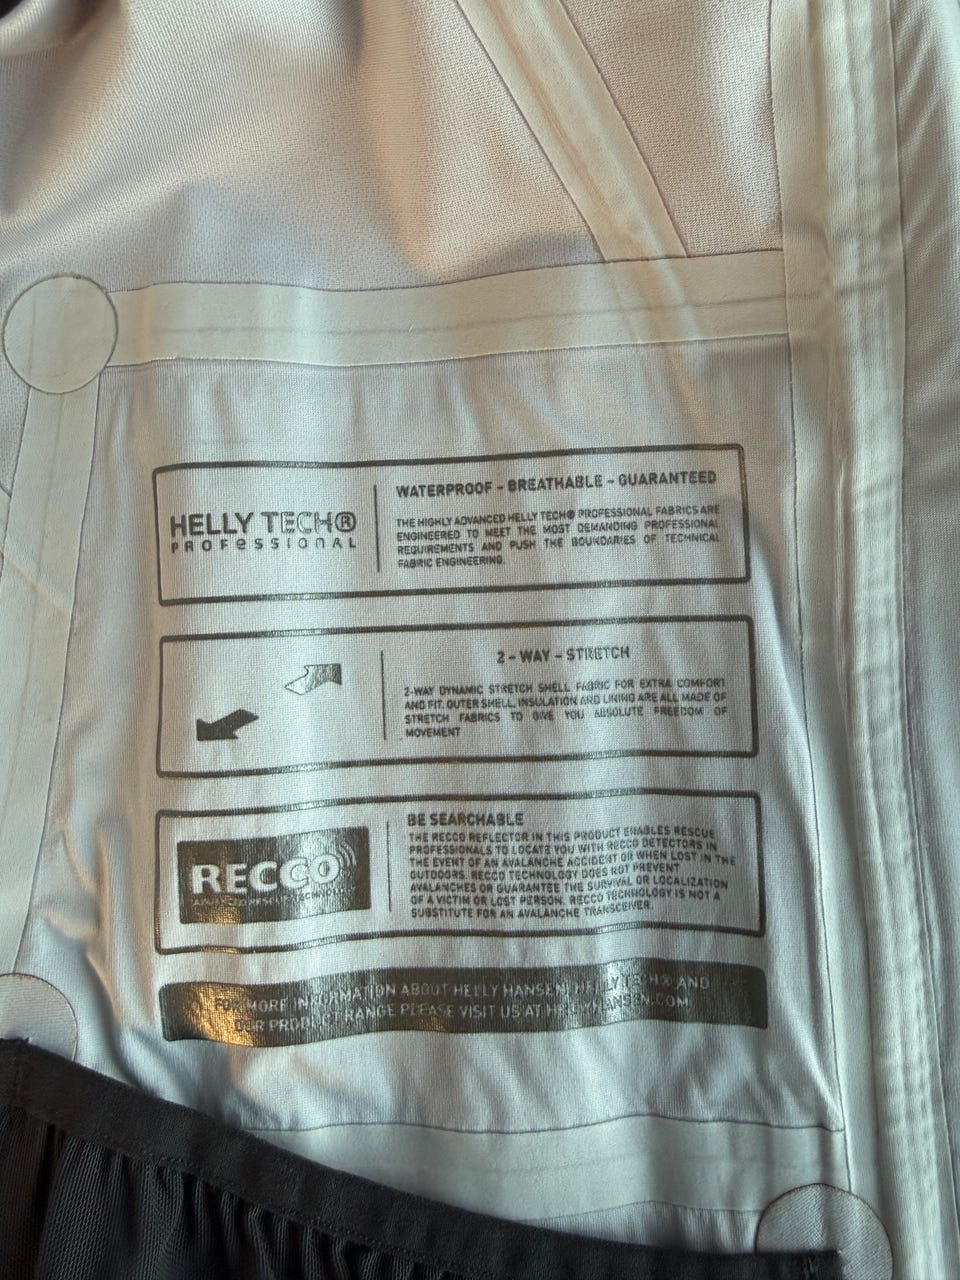 HELLY TECH®
PROFESSIONAL
WATERPROOF - BREATHABLE - GUARANTEED
THE HIGHLY ADVANCED HELLY TECH® PROFESSIONAL FABRICS ARE
ENGINEERED TO MEET THE MOST DEMANDING PROFESSIONAL
REQUIREMENTS AND PUSH THE BOUNDARIES OF TECHNICAL
FABRIC ENGINEERING.
2 - WAY - STRETCH
2-WAY DYNAMIC STRETCH SHELL FABRIC FOR EXTRA COMFORT
AND FIT. OUTER SHELL, INSULATION AND LINING ARE ALL MADE OF
STRETCH FABRICS TO GIVE YOU ABSOLUTE FREEDOM OF
MOVEMENT
RECCO
ADVANCED RESCUE TECHNOLOGY
BE SEARCHABLE
THE RECCO REFLECTOR IN THIS PRODUCT ENABLES RESCUE
PROFESSIONALS TO LOCATE YOU WITH RECCO DETECTORS IN
THE EVENT OF AN AVALANCHE ACCIDENT OR WHEN LOST IN THE
OUTDOORS. RECCO TECHNOLOGY DOES NOT PREVENT
AVALANCHES OR GUARANTEE THE SURVIVAL OR LOCALIZATION
OF A VICTIM OR LOST PERSON. RECCO TECHNOLOGY IS NOT A
SUBSTITUTE FOR AN AVALANCHE TRANSCEIVER.
FOR MORE INFORMATION ABOUT HELLY HANSEN, HELLY TECH® AND
OUR PRODUCT RANGE PLEASE VISIT US AT HELLYHANSEN.COM